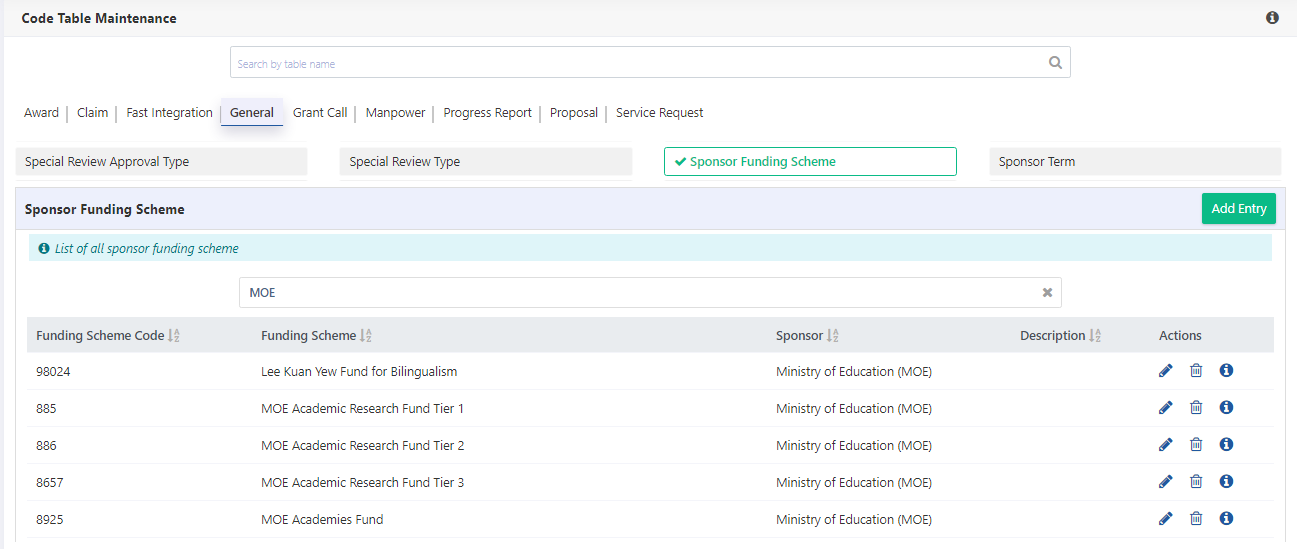 Code Table Maintenance
Search by table name
Award Claim Fast Integration General Grant Call Manpower Progress Report Proposal Service Request
Special Review Approval Type Special Review Type Sponsor Funding Scheme Sponsor Term
Sponsor Funding Scheme Add Entry
List of all sponsor funding scheme
MOE
Funding Scheme Code Funding Scheme Sponsor Description Actions
98024 Lee Kuan Yew Fund for Bilingualism Ministry of Education (MOE)
885 MOE Academic Research Fund Tier 1 Ministry of Education (MOE)
886 MOE Academic Research Fund Tier 2 Ministry of Education (MOE)
8657 MOE Academic Research Fund Tier 3 Ministry of Education (MOE)
8925 MOE Academies Fund Ministry of Education (MOE)